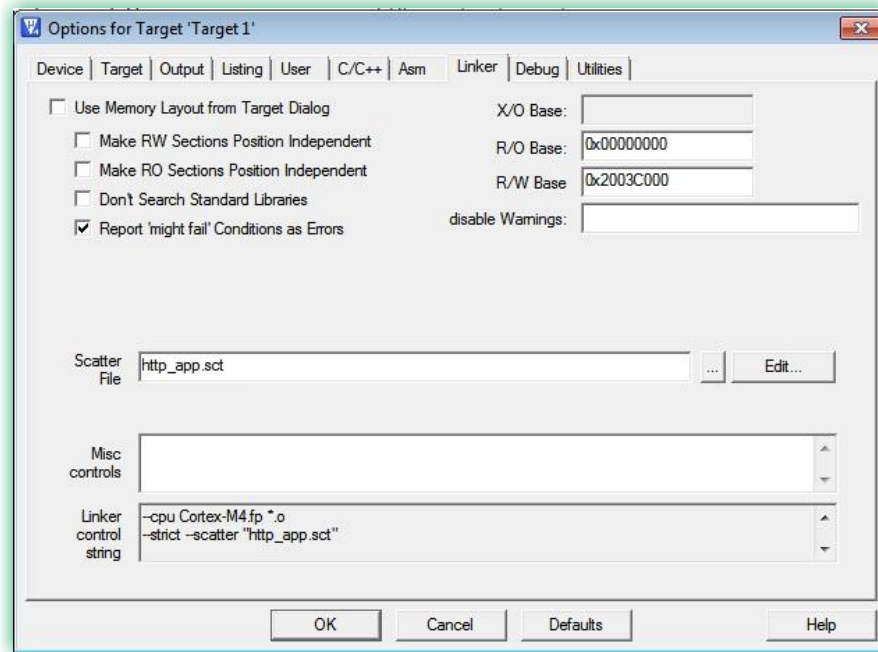 Options for Target 'Target 1'
Device Target Output Listing User C/C++ Asm Linker Debug Utilities
Use Memory Layout from Target Dialog
X/O Base:
Make RW Sections Position Independent
R/O Base: 0x00000000
Make RO Sections Position Independent
R/W Base 0x2003C000
Don't Search Standard Libraries
disable Warnings:
Report 'might fail' Conditions as Errors
Scatter
File
http_app.sct
...
Edit...
Misc
controls
Linker
control
string
--cpu Cortex-M4.fp *.o
--strict --scatter "http_app.sct"
OK Cancel Defaults Help